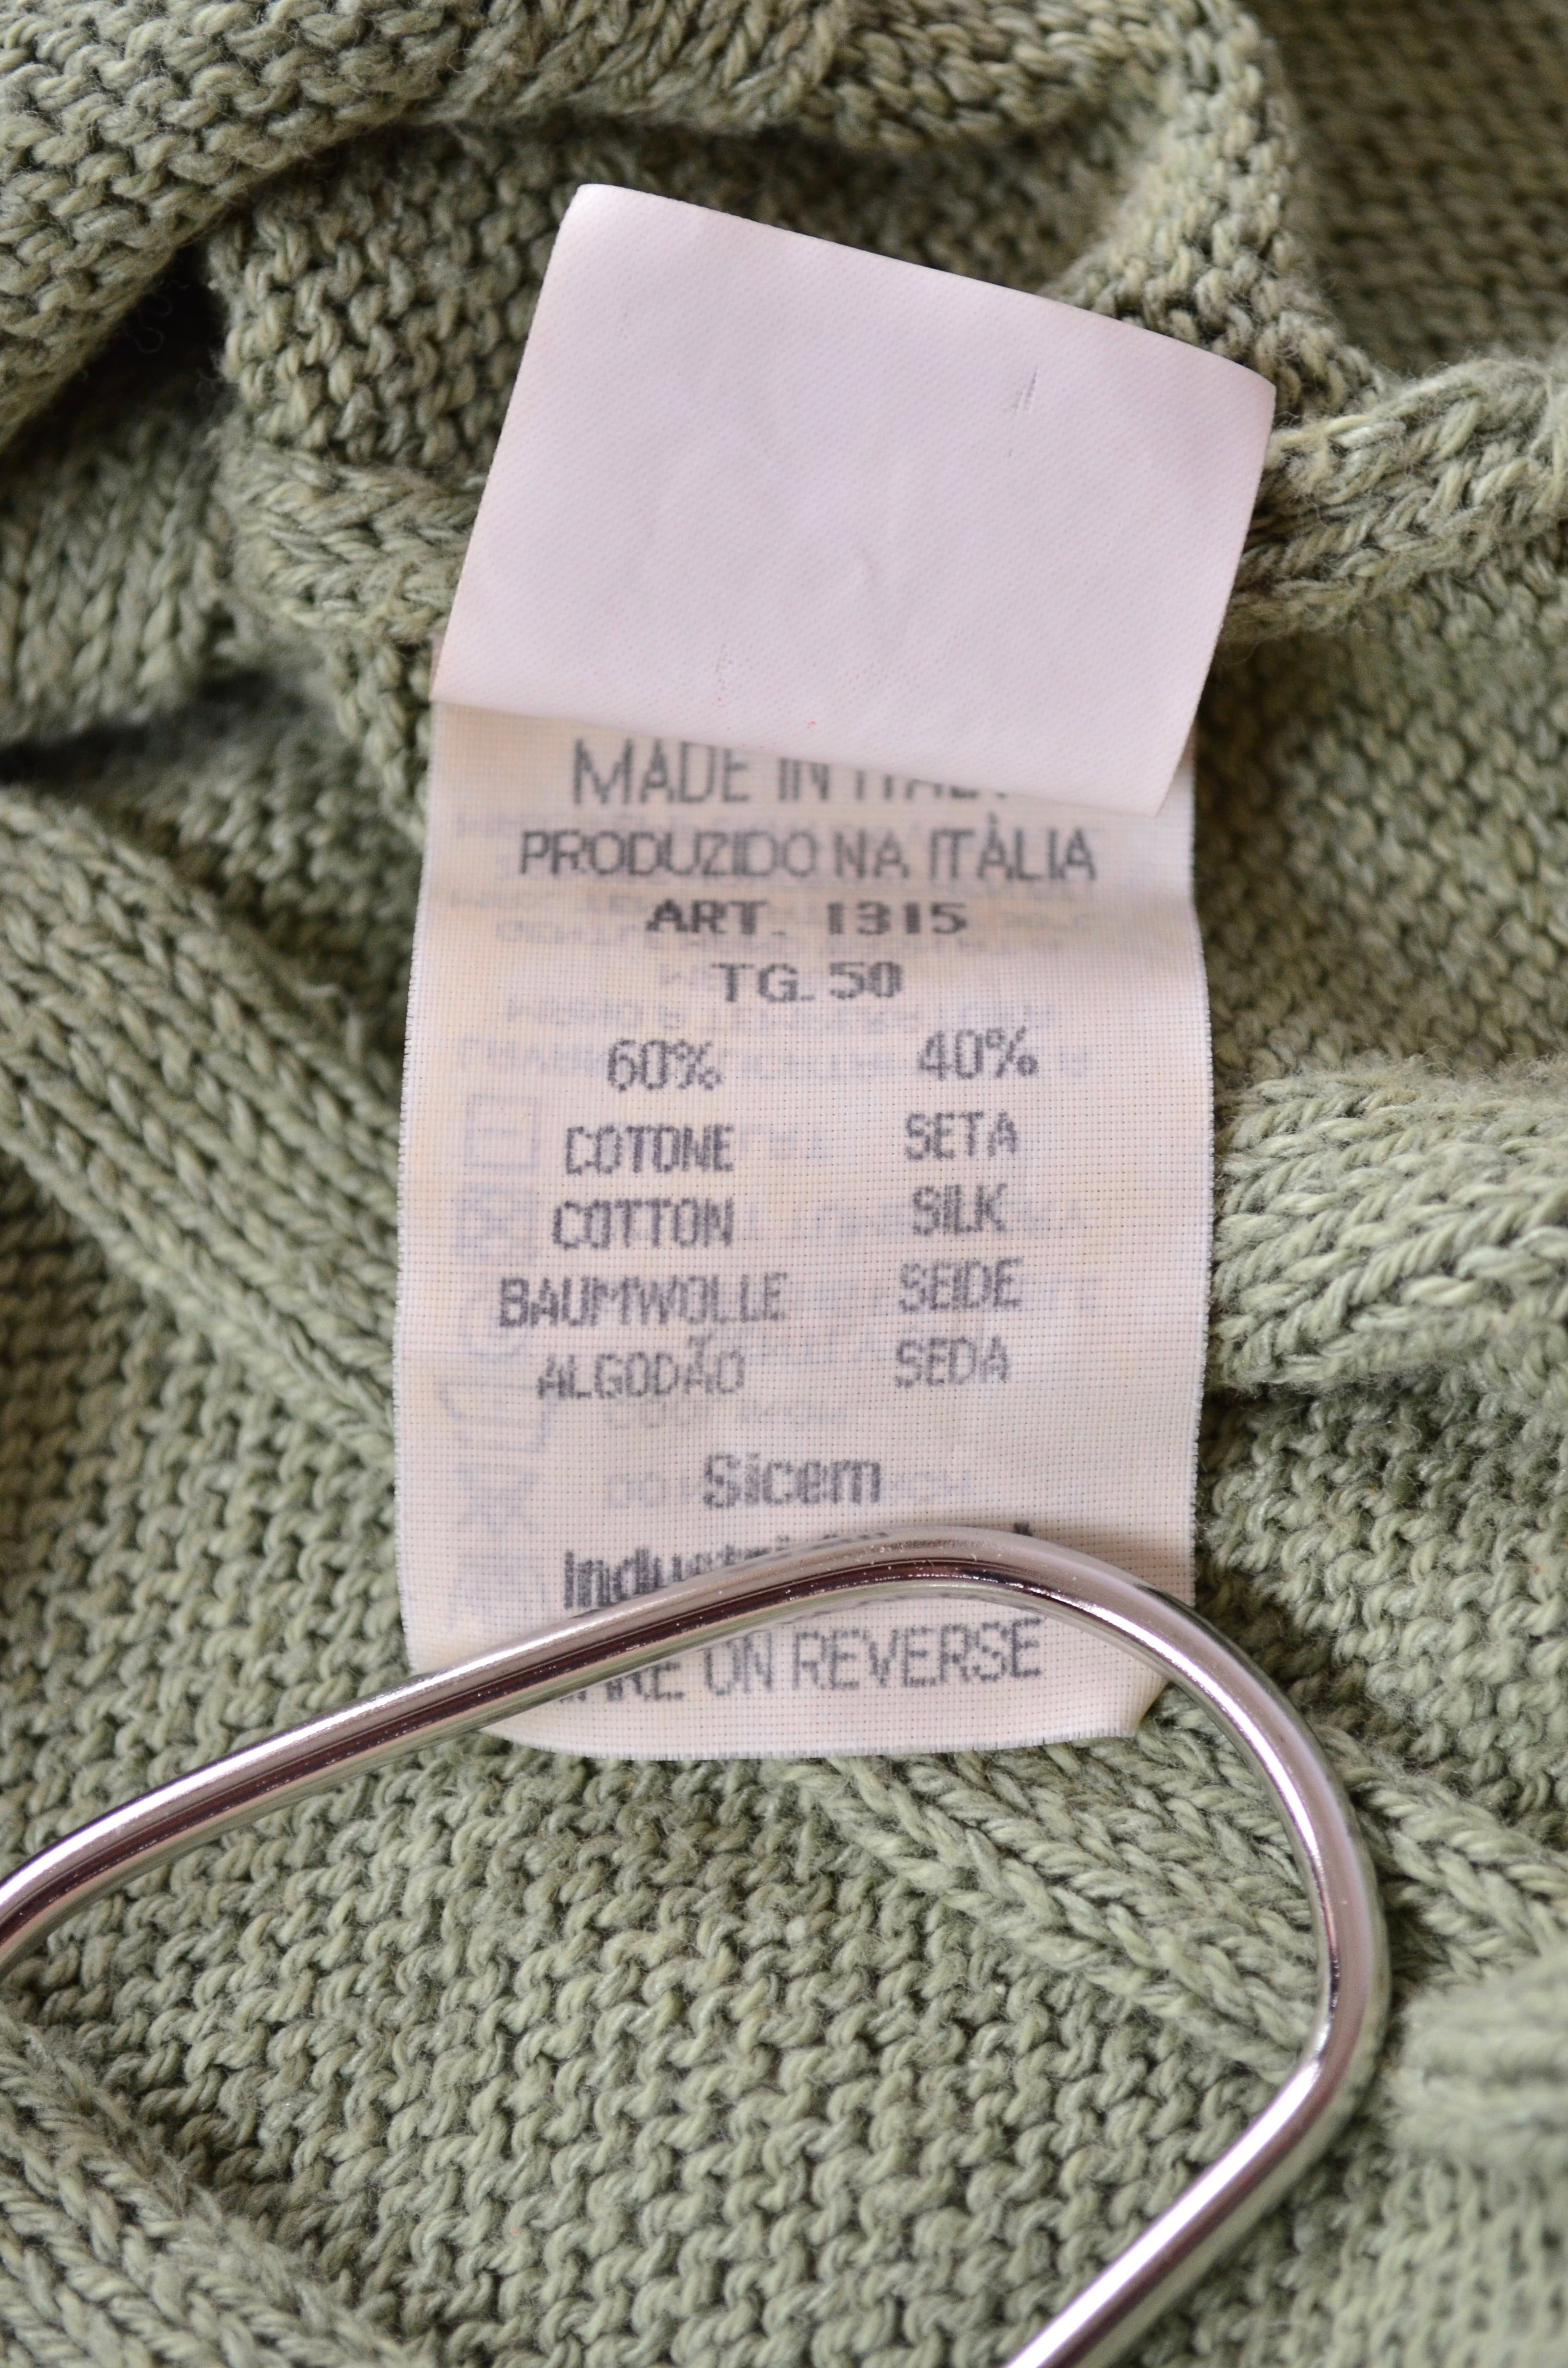 MADE IN
PRODUZIDO NA ITÀLIA
ART. 1315
TG. 50
60% 40%
COTONE SETA
COTTON SILK
BAUMWOLLE SEIDE
ALGODÃO SEDA
Sicem
ON REVERSE